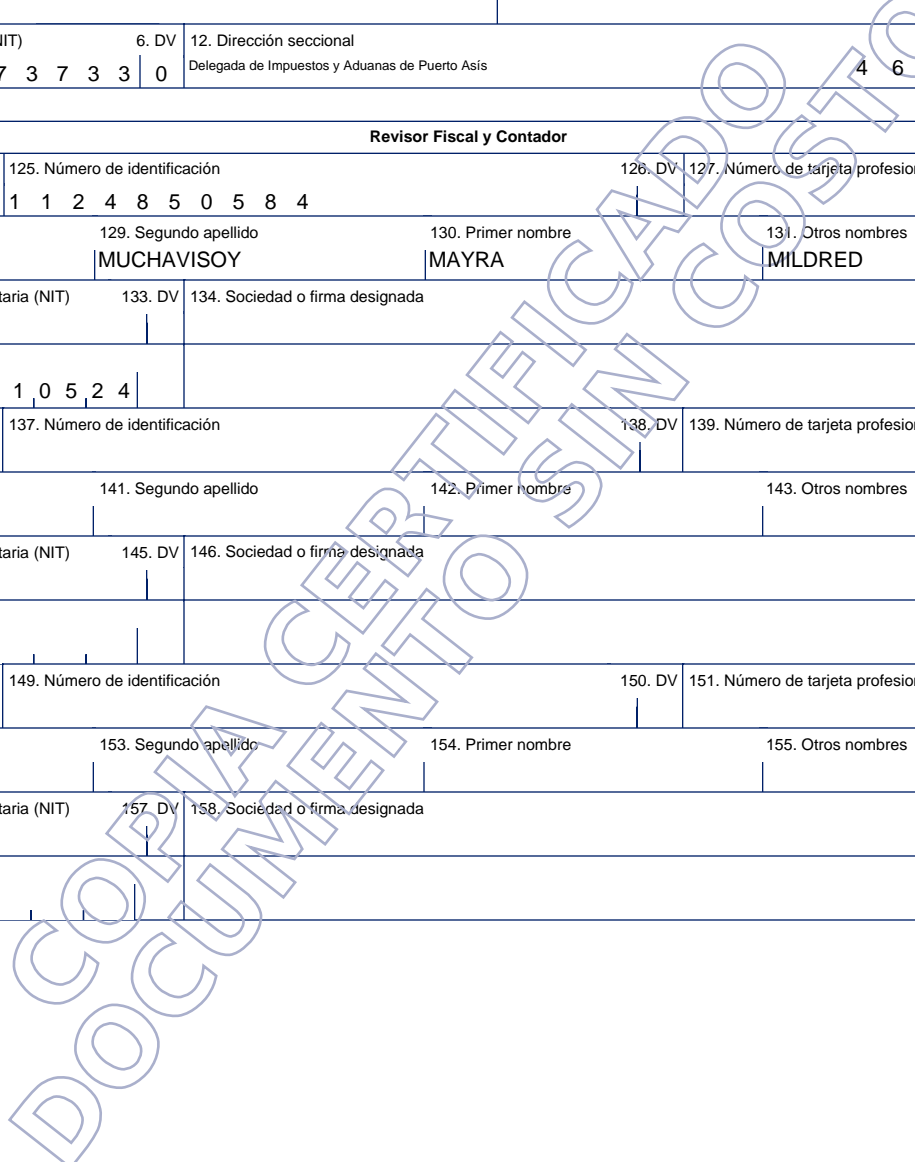 IIT) 6. DV 12. Dirección seccional
7 3 7 3 3 0 Delegada de Impuestos y Aduanas de Puerto Asís 4 6
Revisor Fiscal y Contador
125. Número de identificación 126. DV 127. Número de tarjeta profesion
1 1 2 4 8 5 0 5 8 4
129. Segundo apellido 130. Primer nombre 131. Otros nombres
MUCHAVISOY MAYRA MILDRED
taria (NIT) 133. DV 134. Sociedad o firma designada
1 0 5 2 4
137. Número de identificación 138. DV 139. Número de tarjeta profesion
141. Segundo apellido 142. Primer nombre 143. Otros nombres
taria (NIT) 145. DV 146. Sociedad o firma designada
149. Número de identificación 150. DV 151. Número de tarjeta profesion
153. Segundo apellido 154. Primer nombre 155. Otros nombres
taria (NIT) 157. DV 158. Sociedad o firma designada
COPIA CERTIFICADO
DOCUMENTO SIN COSTO